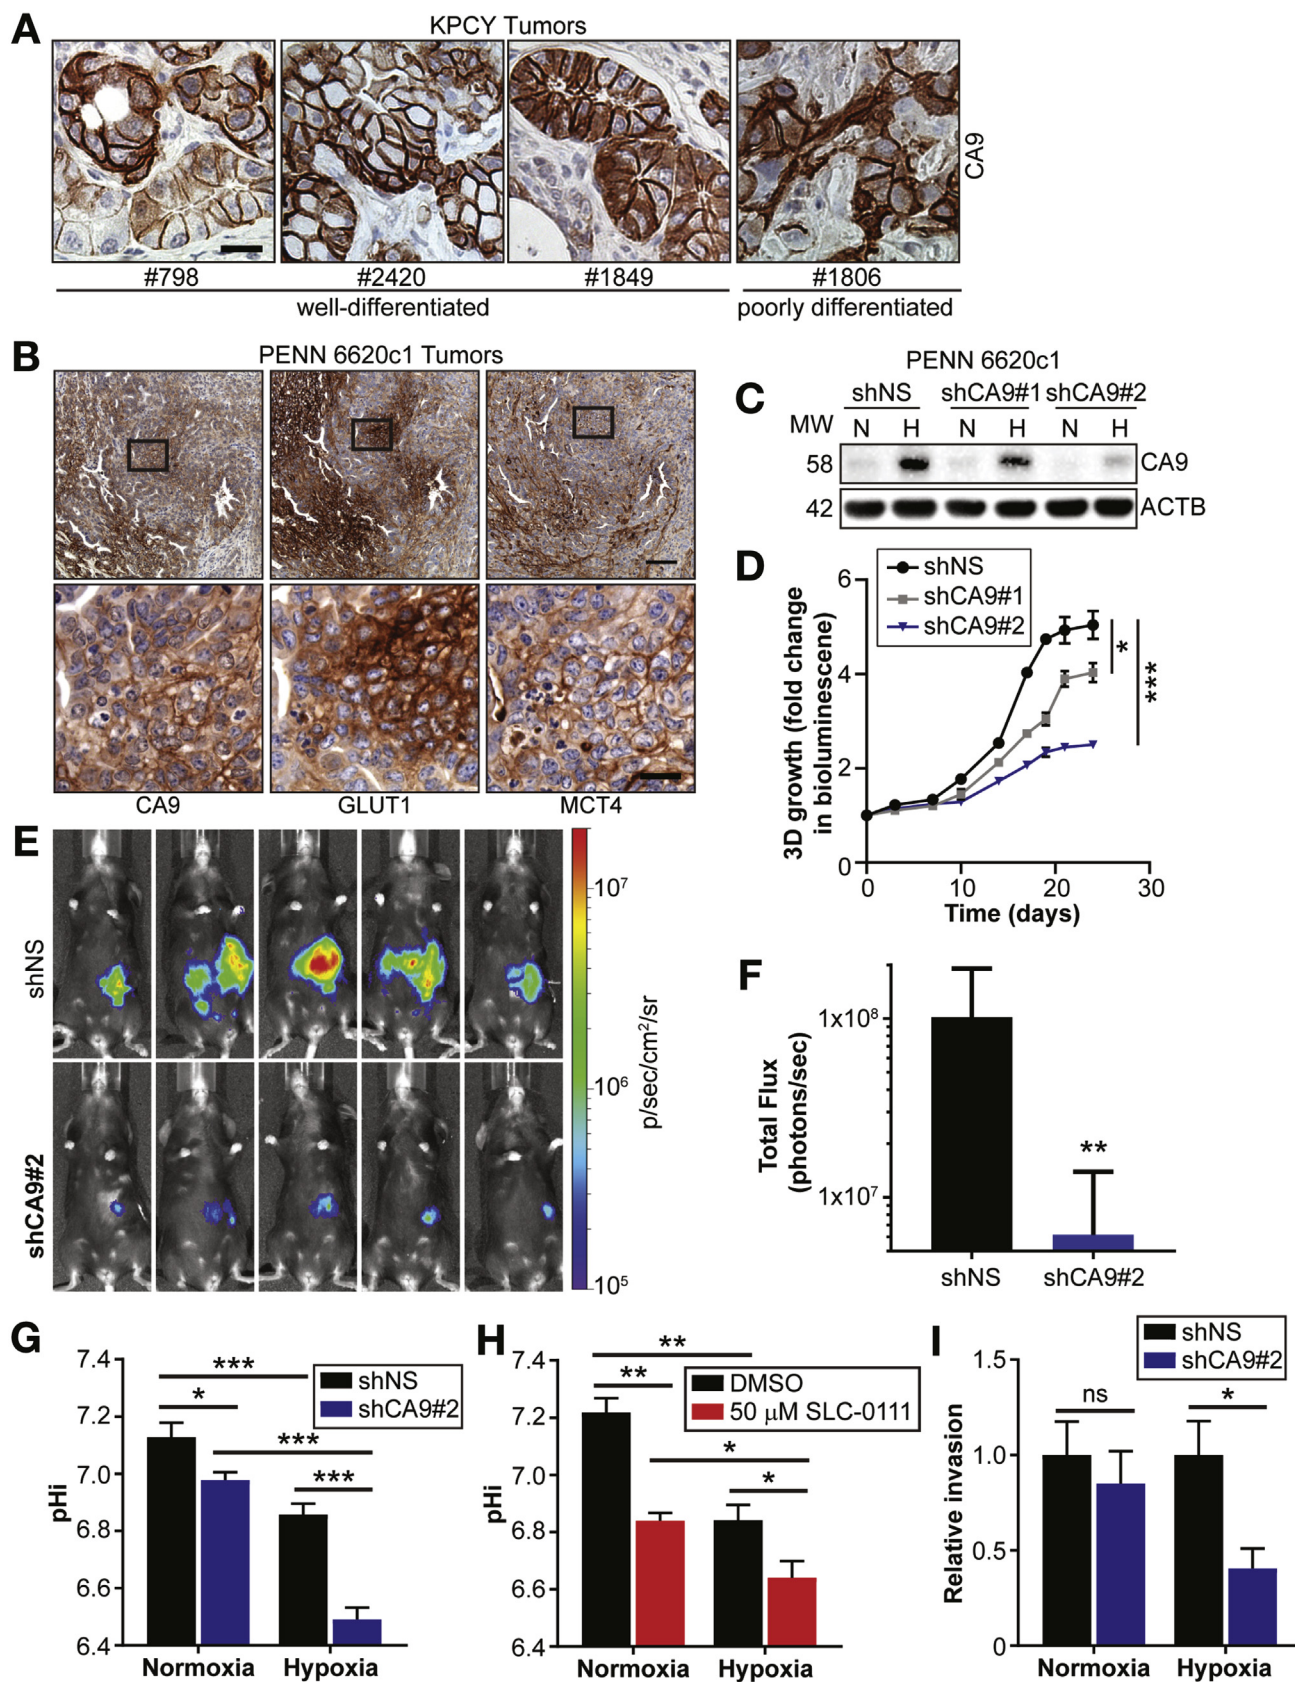 A
KPCY Tumors
CA9
#798 #2420 #1849 #1806
well-differentiated poorly differentiated
B
PENN 6620c1 Tumors
CA9 GLUT1 MCT4
C
PENN 6620c1
shNS shCA9#1 shCA9#2
MW N H N H N H
58 CA9
42 ACTB
D
shNS
shCA9#1
shCA9#2
3D growth (fold change
in bioluminescene)
6
4
2
0
0 10 20 30
Time (days)
*
***
E
shNS
shCA9#2
10⁷
10⁶
10⁵
p/sec/cm²/sr
F
Total Flux
(photons/sec)
1x10⁸
1x10⁷
**
shNS shCA9#2
G
pHi
7.4
7.2
7.0
6.8
6.6
6.4
***
*
***
***
shNS
shCA9#2
Normoxia Hypoxia
H
pHi
7.4
7.2
7.0
6.8
6.6
6.4
**
**
*
*
DMSO
50 μM SLC-0111
Normoxia Hypoxia
I
shNS
shCA9#2
Relative invasion
1.5
1.0
0.5
0
ns
*
Normoxia Hypoxia